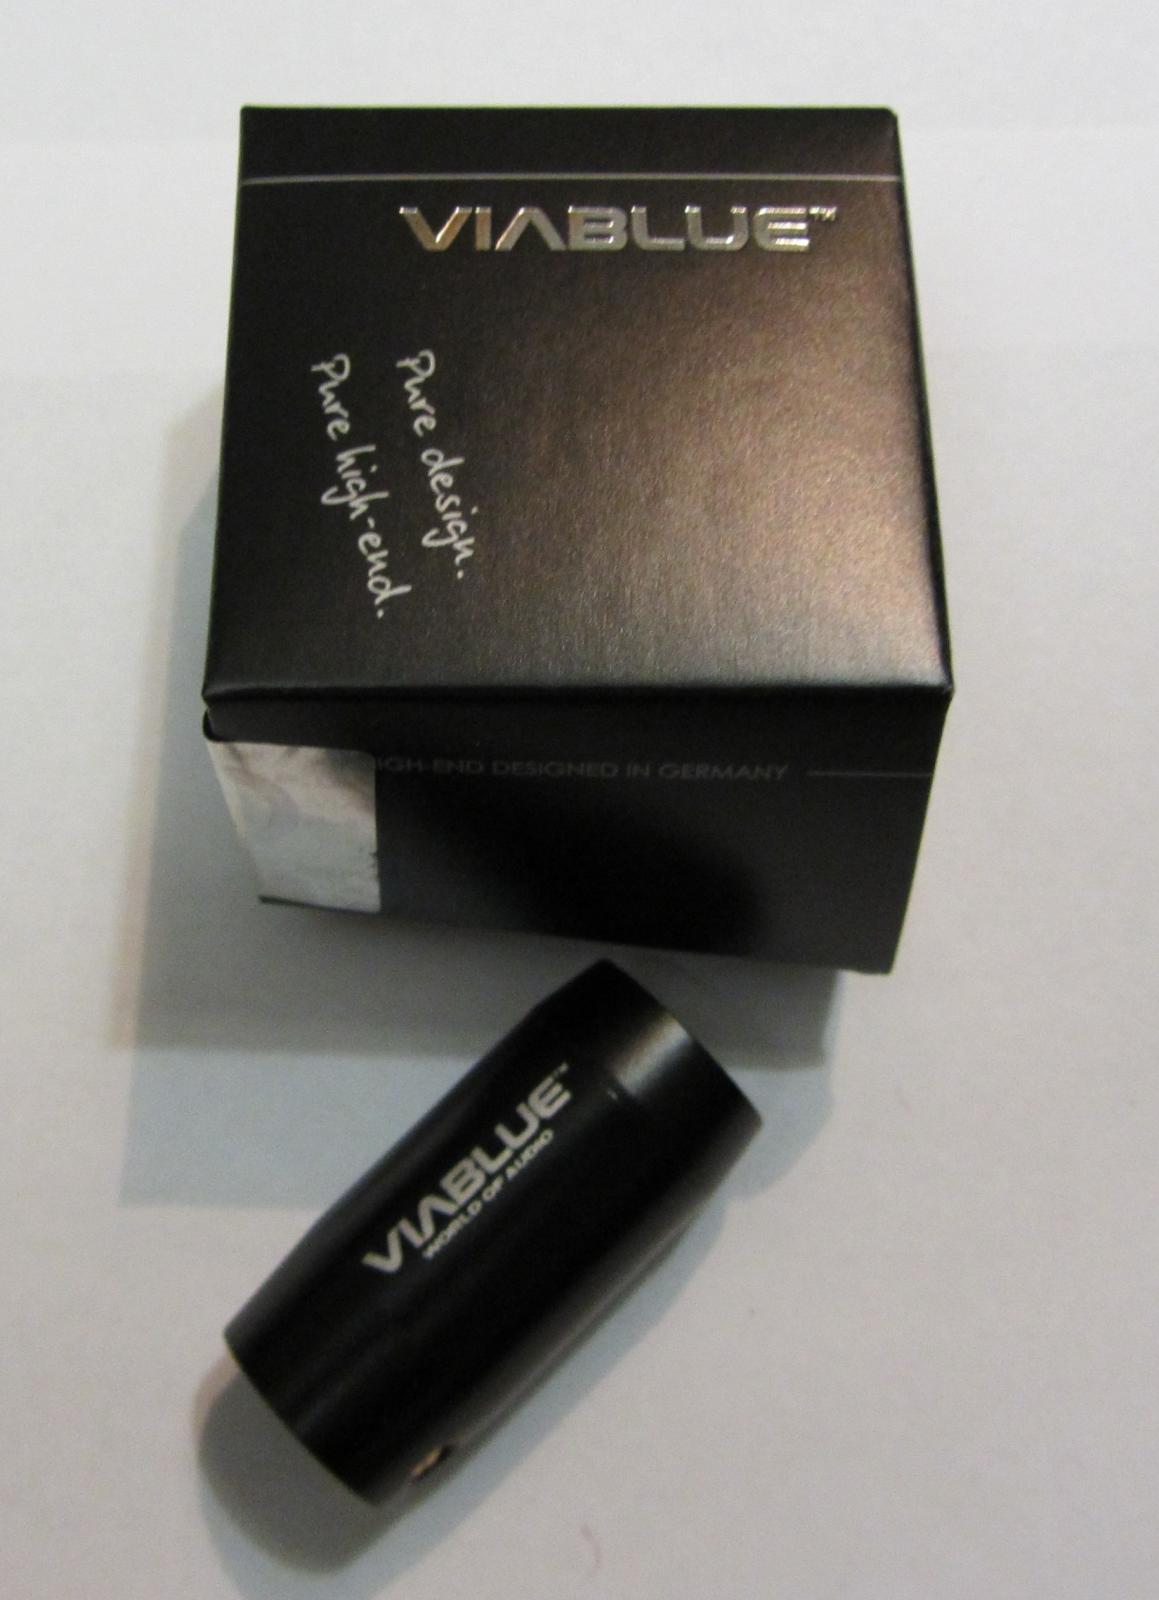 VIABLUE™
Pure design.
Pure high-end.
IGH-END DESIGNED IN GERMANY
VIABLUE™
WORLD OF AUDIO